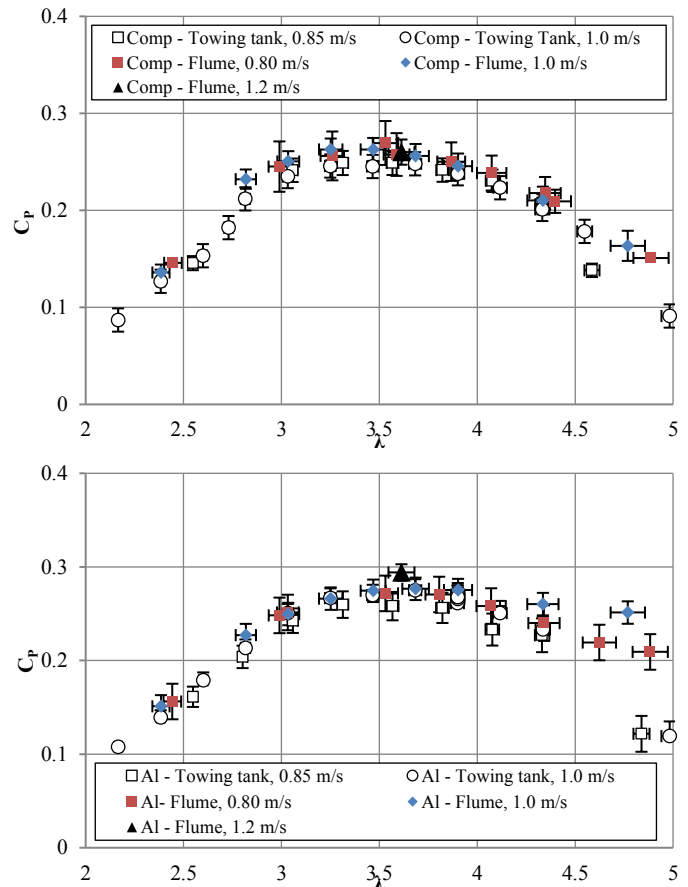 0.4
Comp - Towing tank, 0.85 m/s Comp - Towing Tank, 1.0 m/s
Comp - Flume, 0.80 m/s Comp - Flume, 1.0 m/s
Comp - Flume, 1.2 m/s
0.3
0.2
C_P
0.1
0
2 2.5 3 3.5 4 4.5 5
λ
0.4
0.3
C_P
0.2
0.1
Al - Towing tank, 0.85 m/s Al - Towing tank, 1.0 m/s
Al- Flume, 0.80 m/s Al - Flume, 1.0 m/s
Al - Flume, 1.2 m/s
0
2 2.5 3 3.5 4 4.5 5
λ